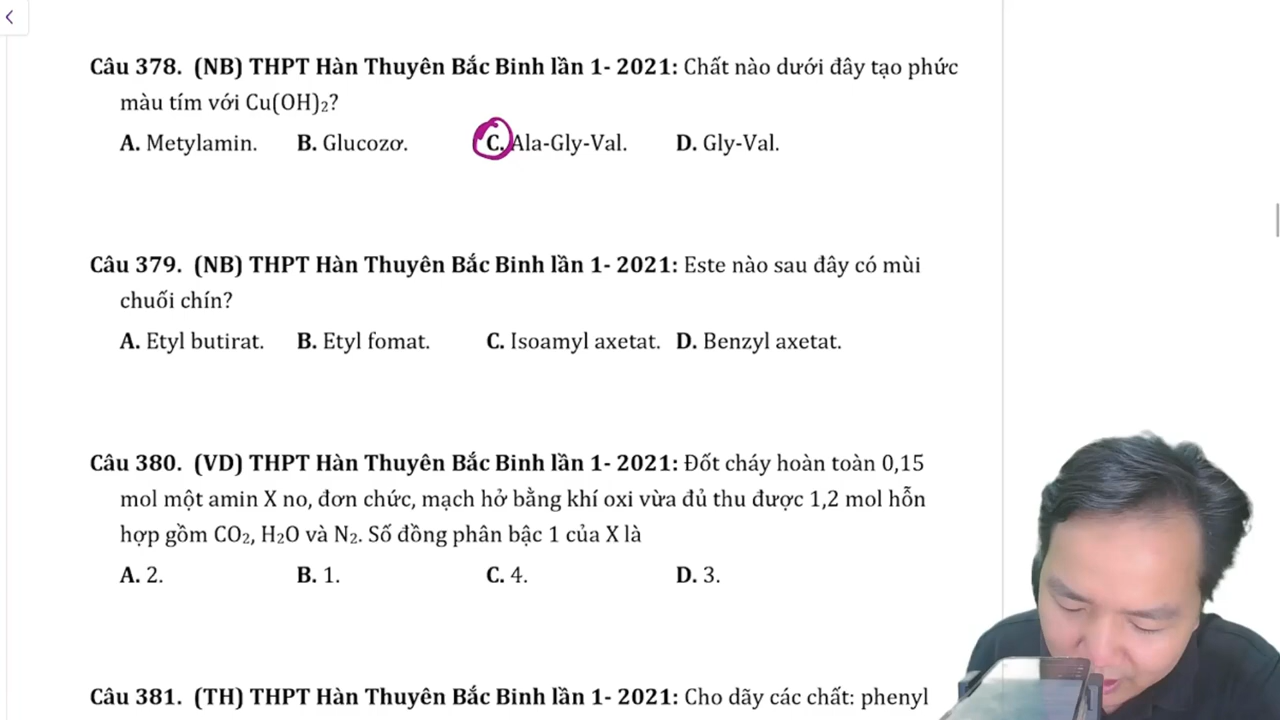 Câu 378. (NB) THPT Hàn Thuyên Bắc Binh lần 1- 2021: Chất nào dưới đây tạo phức
màu tím với Cu(OH)₂?
A. Metylamin. B. Glucozơ. C. Ala-Gly-Val. D. Gly-Val.
Câu 379. (NB) THPT Hàn Thuyên Bắc Binh lần 1- 2021: Este nào sau đây có mùi
chuối chín?
A. Etyl butirat. B. Etyl fomat. C. Isoamyl axetat. D. Benzyl axetat.
Câu 380. (VD) THPT Hàn Thuyên Bắc Binh lần 1- 2021: Đốt cháy hoàn toàn 0,15
mol một amin X no, đơn chức, mạch hở bằng khí oxi vừa đủ thu được 1,2 mol hỗn
hợp gồm CO₂, H₂O và N₂. Số đồng phân bậc 1 của X là
A. 2. B. 1. C. 4. D. 3.
Câu 381. (TH) THPT Hàn Thuyên Bắc Binh lần 1- 2021: Cho dãy các chất: phenyl